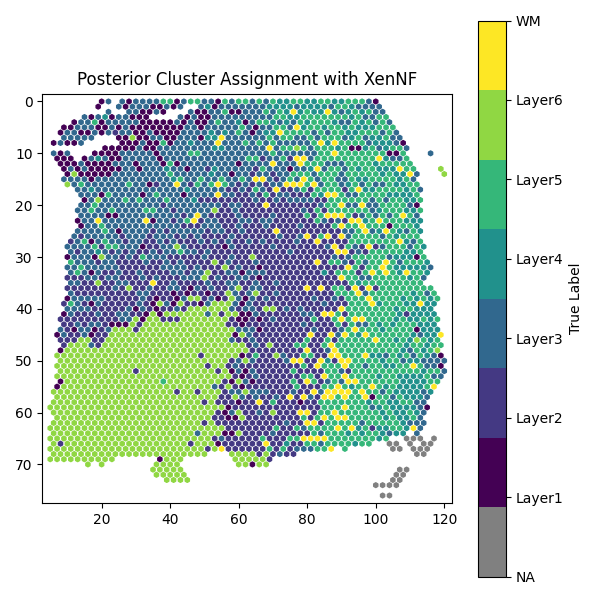 Posterior Cluster Assignment with XenNF
0
10
20
30
40
50
60
70
20
40
60
80
100
120
WM
Layer6
Layer5
Layer4
Layer3
Layer2
Layer1
NA
True Label